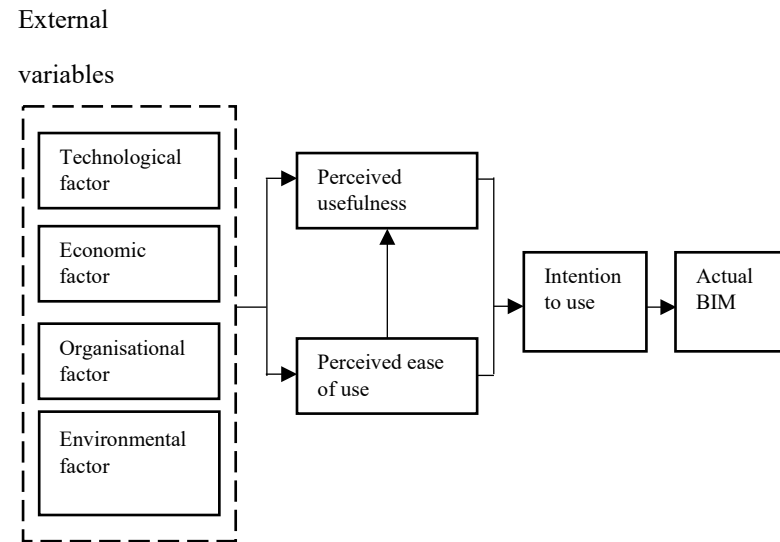 External
variables
Technological
factor
Economic
factor
Organisational
factor
Environmental
factor
Perceived
usefulness
Perceived ease
of use
Intention
to use
Actual
BIM